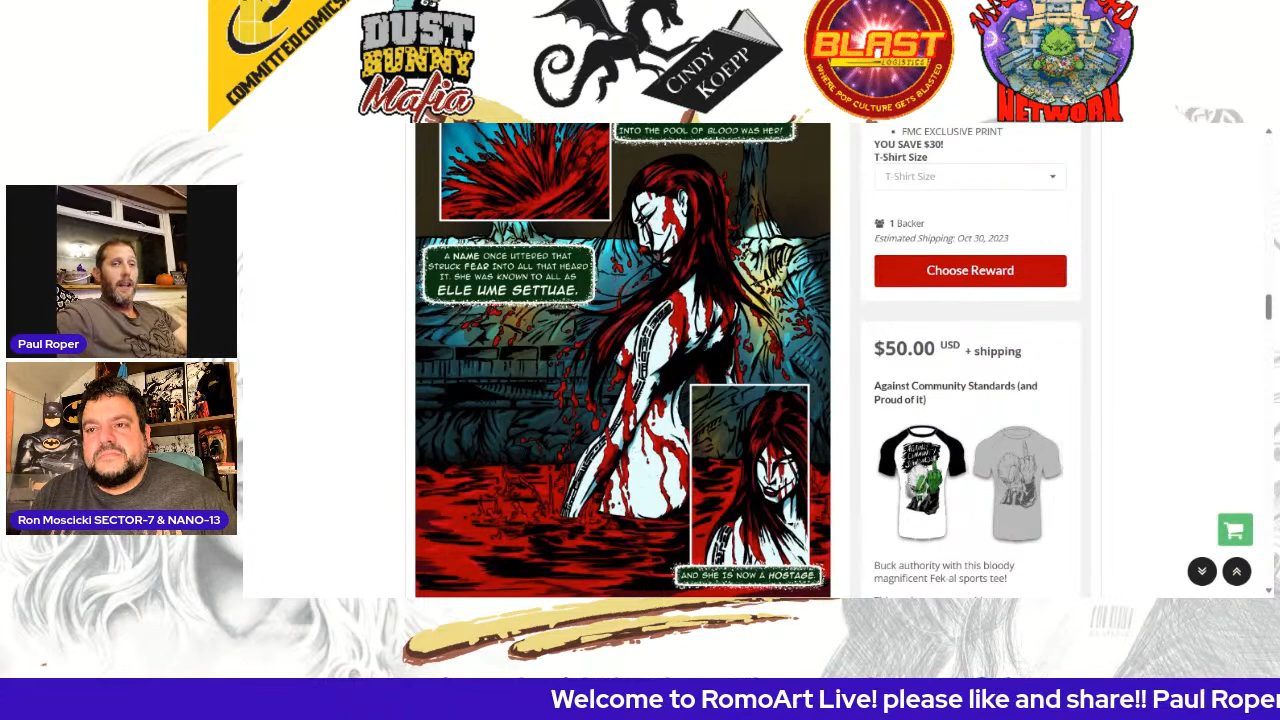 COMMITTEDCOMICS
DUST
BUNNY
Mafia
CINDY
KOEPP
BLAST
LOGISTICS
WHERE POP CULTURE GETS BLASTED
NETWORK
INTO THE POOL OF BLOOD WAS HER!
A NAME ONCE UTTERED THAT
STRUCK FEAR INTO ALL THAT HEARD
IT. SHE WAS KNOWN TO ALL AS
ELLE UME SETTUAE.
AND SHE IS NOW A HOSTAGE.
• FMC EXCLUSIVE PRINT
YOU SAVE $30!
T-Shirt Size
T-Shirt Size
1 Backer
Estimated Shipping: Oct 30, 2023
Choose Reward
$50.00 USD + shipping
Against Community Standards (and
Proud of it)
Buck authority with this bloody
magnificent Fek-al sports tee!
Paul Roper
Ron Moscicki SECTOR-7 & NANO-13
Welcome to RomoArt Live! please like and share!! Paul Roper